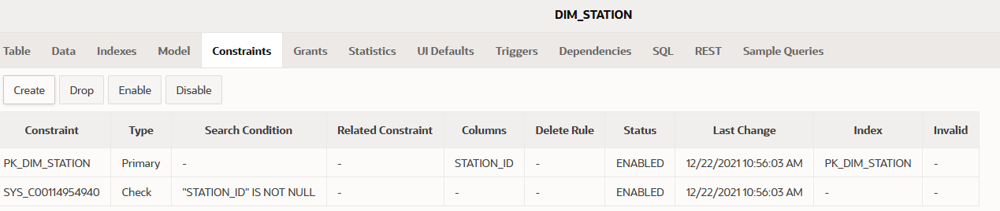 DIM_STATION
Table Data Indexes Model Constraints Grants Statistics UI Defaults Triggers Dependencies SQL REST Sample Queries
Create Drop Enable Disable
Constraint Type Search Condition Related Constraint Columns Delete Rule Status Last Change Index Invalid
PK_DIM_STATION Primary - - STATION_ID - ENABLED 12/22/2021 10:56:03 AM PK_DIM_STATION -
SYS_C00114954940 Check "STATION_ID" IS NOT NULL - - - ENABLED 12/22/2021 10:56:03 AM - -